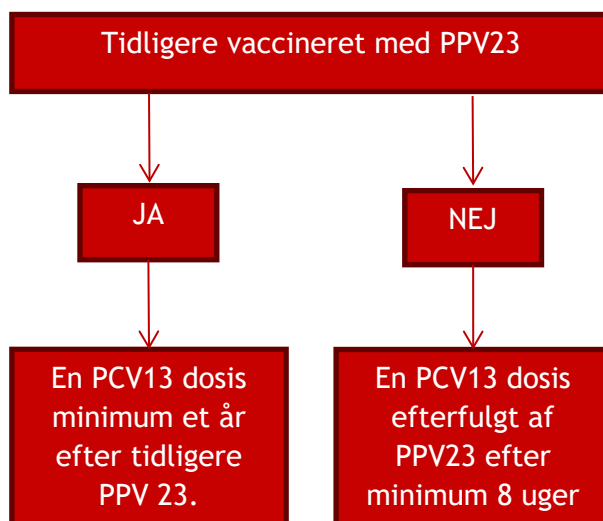 Tidligere vaccineret med PPV23
JA
NEJ
En PCV13 dosis
minimum et år
efter tidligere
PPV 23.
En PCV13 dosis
efterfulgt af
PPV23 efter
minimum 8 uger